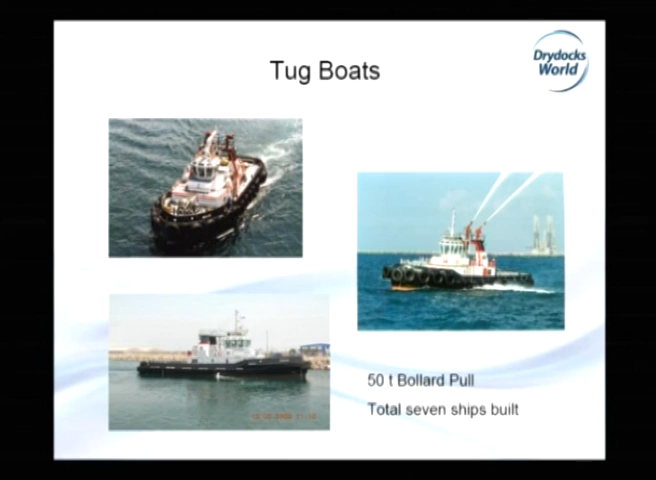 Tug Boats
Drydocks
World
50 t Bollard Pull
Total seven ships built